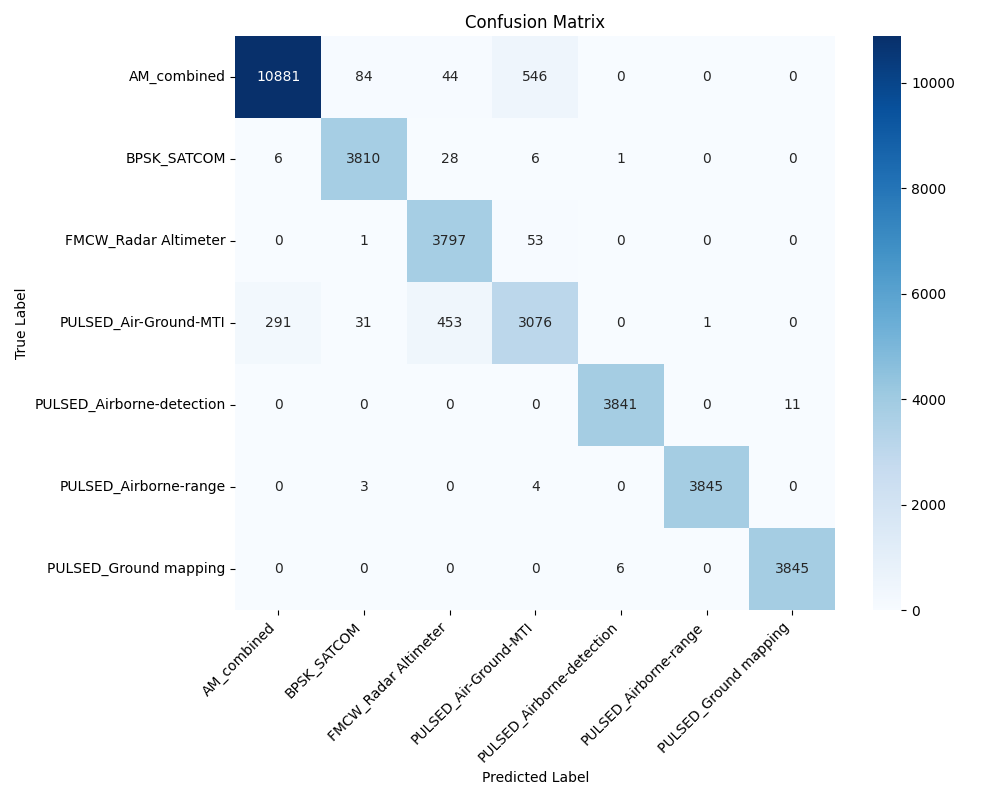 Confusion Matrix
True Label
AM_combined 10881 84 44 546 0 0 0
BPSK_SATCOM 6 3810 28 6 1 0 0
FMCW_Radar Altimeter 0 1 3797 53 0 0 0
PULSED_Air-Ground-MTI 291 31 453 3076 0 1 0
PULSED_Airborne-detection 0 0 0 0 3841 0 11
PULSED_Airborne-range 0 3 0 4 0 3845 0
PULSED_Ground mapping 0 0 0 0 6 0 3845
AM_combined
BPSK_SATCOM
FMCW_Radar Altimeter
PULSED_Air-Ground-MTI
PULSED_Airborne-detection
PULSED_Airborne-range
PULSED_Ground mapping
Predicted Label
10000
8000
6000
4000
2000
0